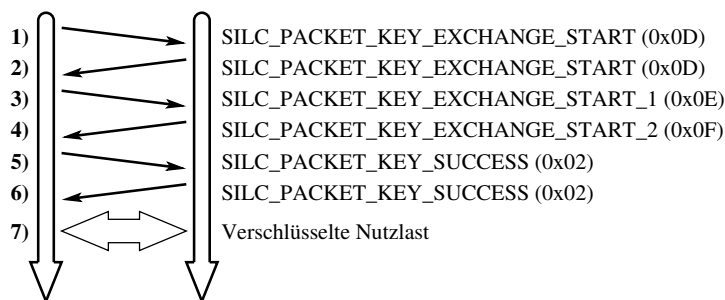 1) SILC_PACKET_KEY_EXCHANGE_START (0x0D)
2) SILC_PACKET_KEY_EXCHANGE_START (0x0D)
3) SILC_PACKET_KEY_EXCHANGE_START_1 (0x0E)
4) SILC_PACKET_KEY_EXCHANGE_START_2 (0x0F)
5) SILC_PACKET_KEY_SUCCESS (0x02)
6) SILC_PACKET_KEY_SUCCESS (0x02)
7) Verschlüsselte Nutzlast